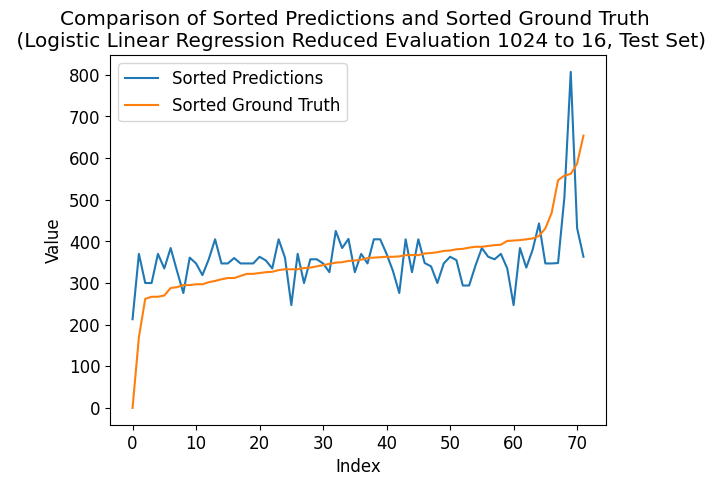 Comparison of Sorted Predictions and Sorted Ground Truth
(Logistic Linear Regression Reduced Evaluation 1024 to 16, Test Set)
Sorted Predictions
Sorted Ground Truth
800
700
600
500
400
300
200
100
0
Value
0 10 20 30 40 50 60 70
Index